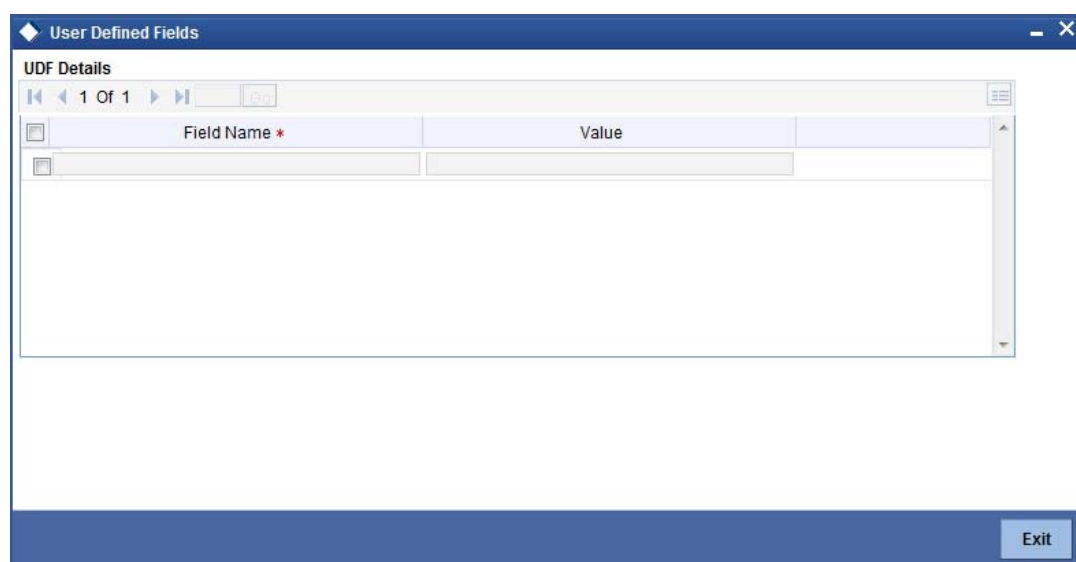 User Defined Fields
UDF Details
1 Of 1 Go
Field Name * Value
Exit